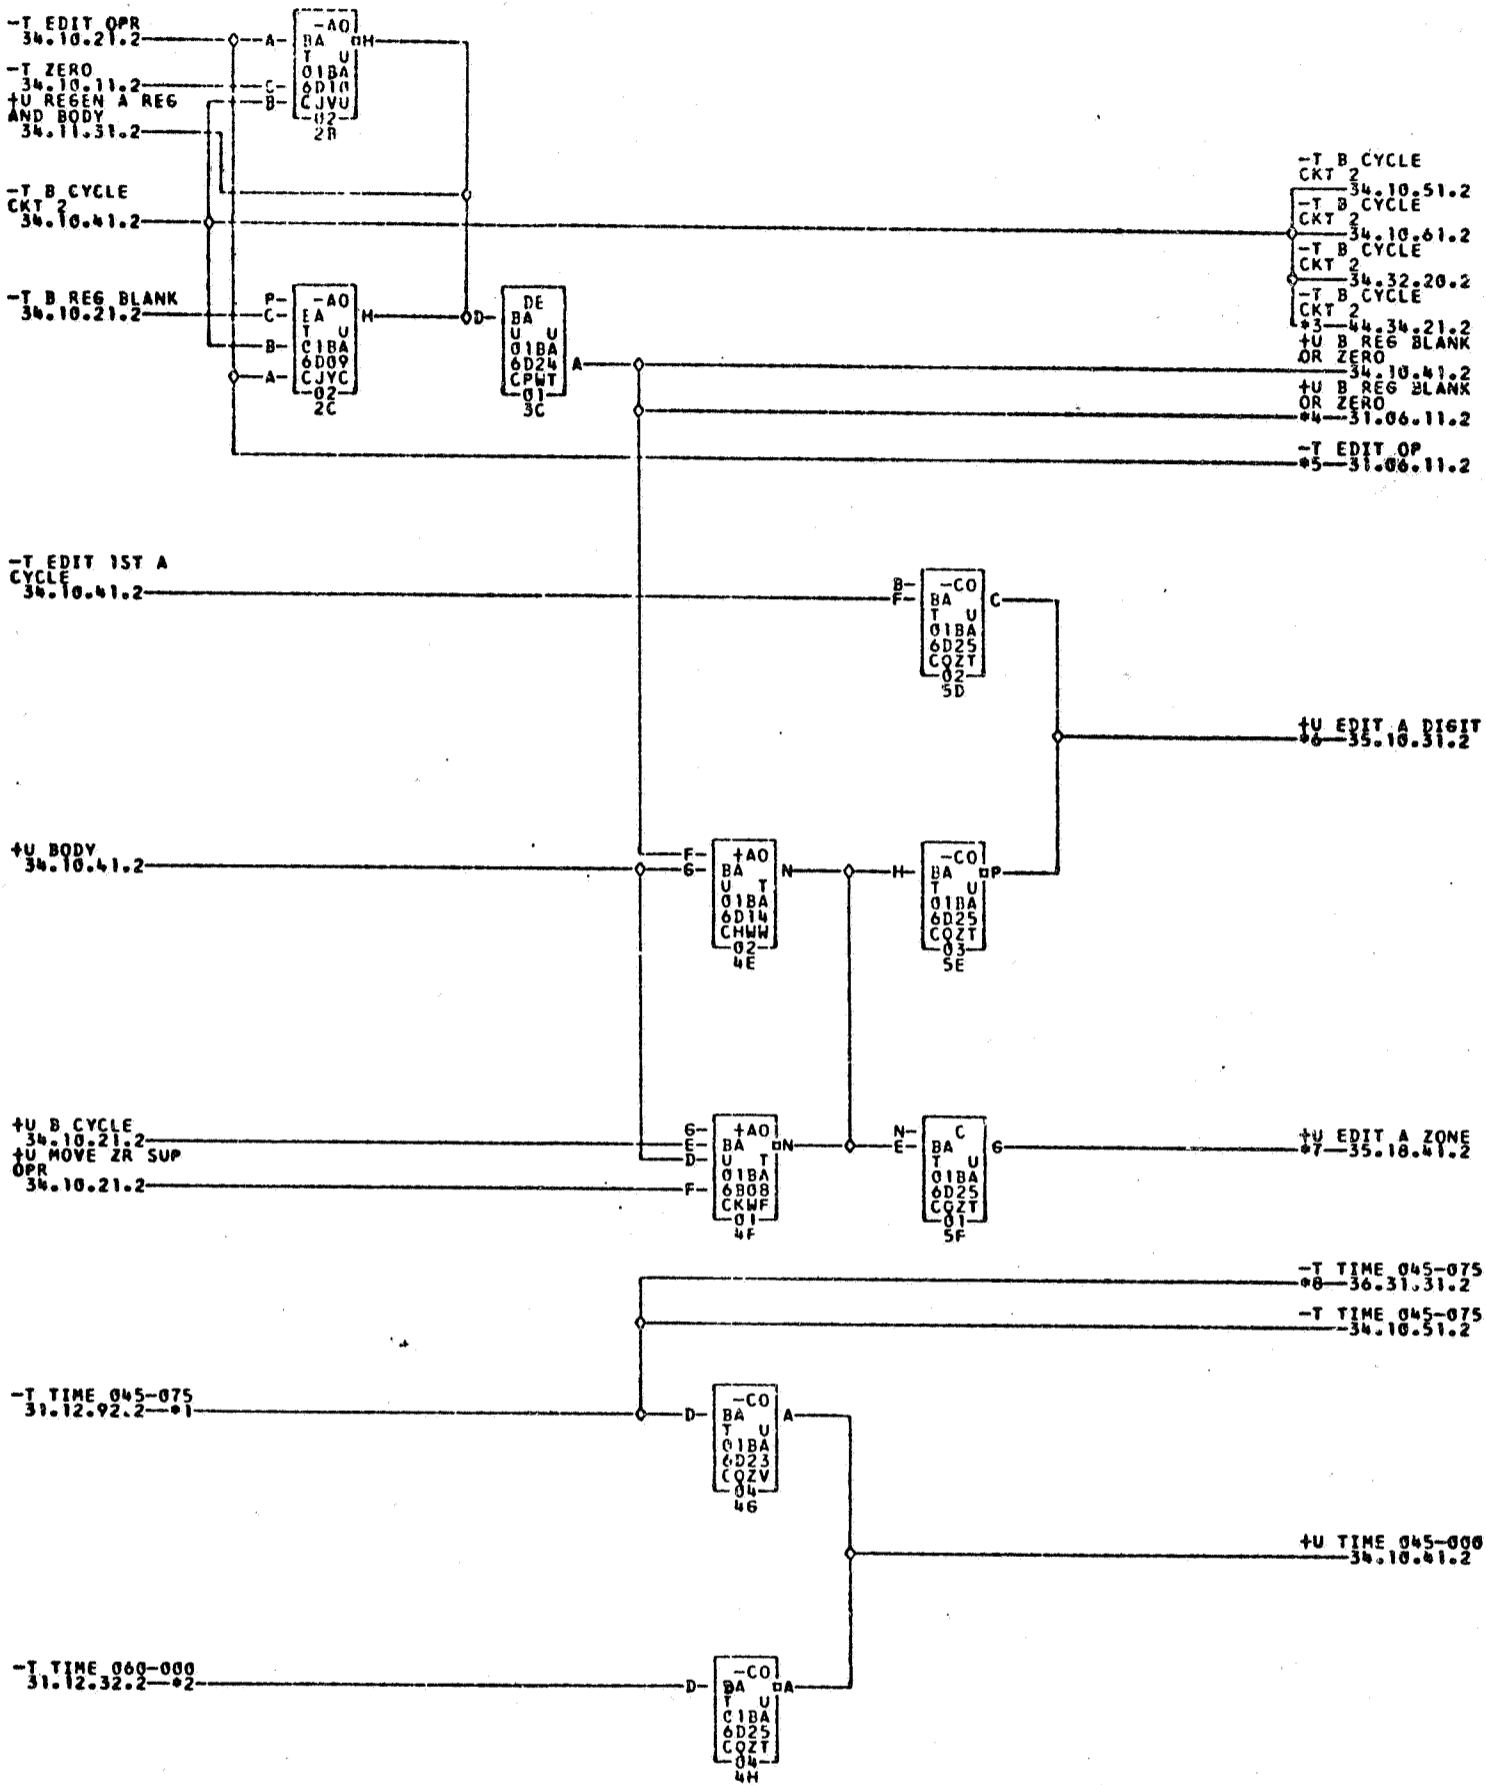 -T EDIT OPR
34.10.21.2
-T ZERO
34.10.11.2
+U REGEN A REG
AND BODY
34.11.31.2
-T B CYCLE
CKT 2
34.10.41.2
-T B REG BLANK
34.10.21.2
A-
C-
B-
-AO
BA H
T U
01BA
6D10
CJVU
02
2B
P-
C-
B-
A-
-AO
EA H
T U
C1BA
6D09
CJYC
02
2C
D-
DE
BA
U U
01BA
6D24 A
CPWT
01
3C
-T B CYCLE
CKT 2
34.10.51.2
-T B CYCLE
CKT 2
34.10.61.2
-T B CYCLE
CKT 2
34.32.20.2
-T B CYCLE
CKT 2
*3-44.34.21.2
+U B REG BLANK
OR ZERO
34.10.41.2
+U B REG BLANK
OR ZERO
*4-31.06.11.2
-T EDIT OP
*5-31.06.11.2
-T EDIT 1ST A
CYCLE
34.10.41.2
B-
F-
-CO
BA C
T U
01BA
6D25
CQZT
02
5D
+U EDIT A DIGIT
*6-35.10.31.2
+U BODY
34.10.41.2
F-
G-
+AO
BA N
U T
01BA
6D14
CHWW
02
4E
H-
-CO
BA P
T U
01BA
6D25
CQZT
03
5E
+U B CYCLE
34.10.21.2
+U MOVE ZR SUP
OPR
34.10.21.2
G-
E-
D-
F-
+AO
BA N
U T
01BA
6B08
CKWF
01
4F
N-
E-
C
BA G
T U
01BA
6D25
CQZT
01
5F
+U EDIT A ZONE
*7-35.18.41.2
-T TIME 045-075
*8-36.31.31.2
-T TIME 045-075
34.10.51.2
-T TIME 045-075
31.12.92.2-*1
D-
-CO
BA A
T U
01BA
6D23
CQZV
04
4G
+U TIME 045-000
34.10.41.2
-T TIME 060-000
31.12.32.2-*2
D-
-CO
BA A
T U
C1BA
6D25
CQZT
04
4H